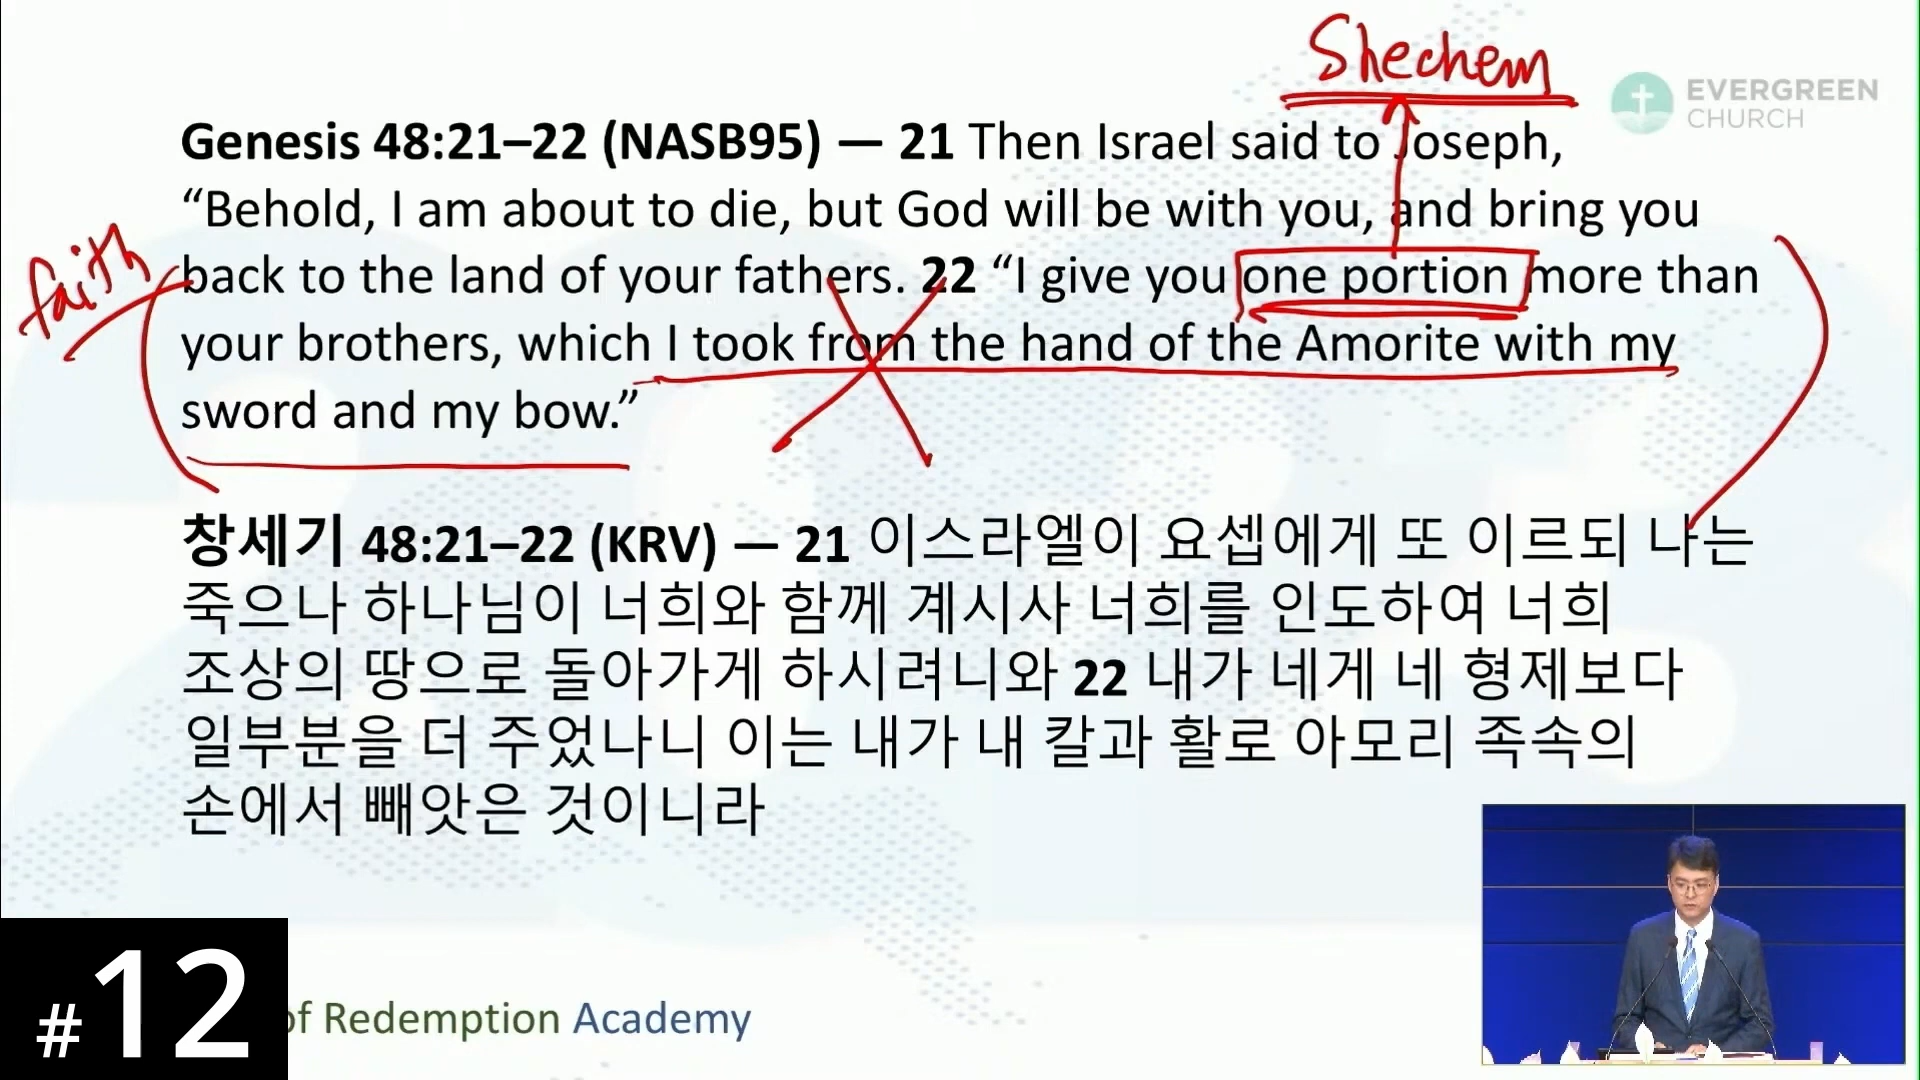 Shechem
EVERGREEN
CHURCH
Genesis 48:21–22 (NASB95) — 21 Then Israel said to Joseph,
“Behold, I am about to die, but God will be with you, and bring you
faith
back to the land of your fathers. 22 “I give you one portion more than
your brothers, which I took from the hand of the Amorite with my
sword and my bow.”
창세기 48:21–22 (KRV) — 21 이스라엘이 요셉에게 또 이르되 나는
죽으나 하나님이 너희와 함께 계시사 너희를 인도하여 너희
조상의 땅으로 돌아가게 하시려니와 22 내가 네게 네 형제보다
일부분을 더 주었나니 이는 내가 내 칼과 활로 아모리 족속의
손에서 빼앗은 것이니라
#12
of Redemption Academy